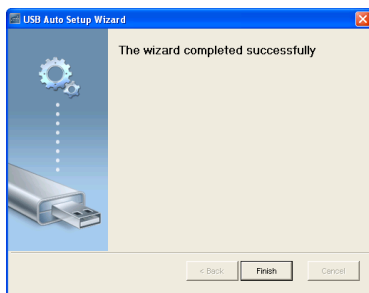 USB Auto Setup Wizard
The wizard completed successfully
< Back Finish Cancel